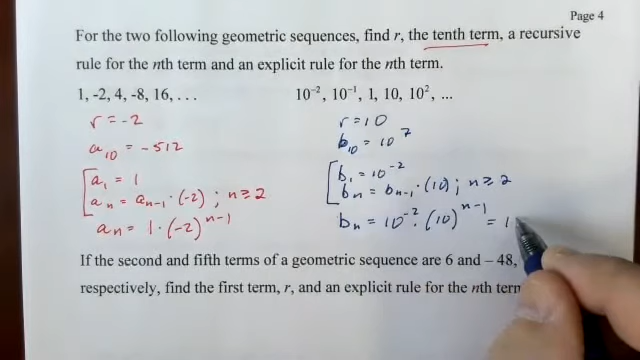 Page 4
For the two following geometric sequences, find r, the tenth term, a recursive
rule for the nth term and an explicit rule for the nth term.
1, -2, 4, -8, 16, . . .
r = -2
a₁₀ = -512
a₁ = 1
aₙ = aₙ₋₁ · (-2) ; n ≥ 2
aₙ = 1 · (-2)ⁿ⁻¹
10⁻², 10⁻¹, 1, 10, 10², ...
r = 10
b₁₀ = 10⁷
b₁ = 10⁻²
bₙ = bₙ₋₁ · (10) ; n ≥ 2
bₙ = 10⁻² · (10)ⁿ⁻¹ = 1
If the second and fifth terms of a geometric sequence are 6 and – 48,
respectively, find the first term, r, and an explicit rule for the nth term